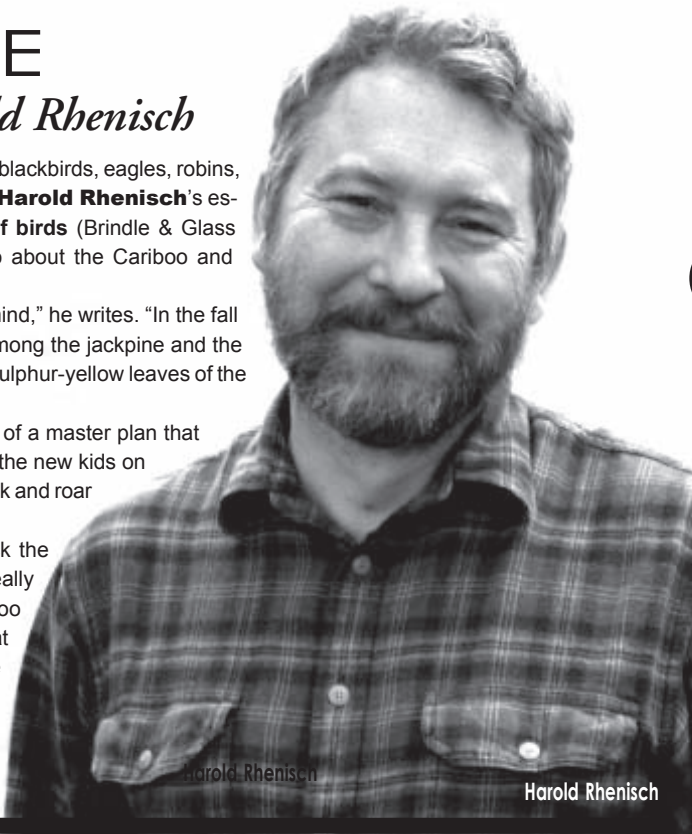 E
d Rhenisch
blackbirds, eagles, robins,
Harold Rhenisch's es-
f birds (Brindle & Glass
about the Cariboo and
ind," he writes. "In the fall
mong the jackpine and the
sulphur-yellow leaves of the
of a master plan that
the new kids on
k and roar
k the
eally
oo
Harold Rhenisch
Harold Rhenisch